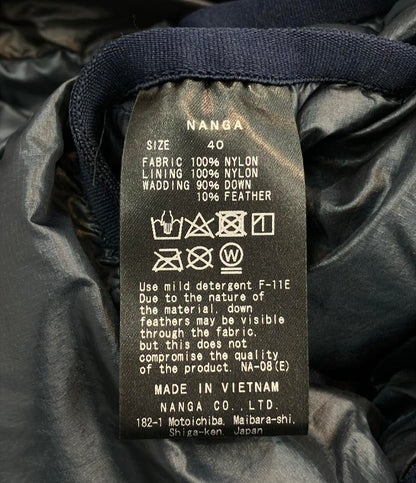 NANGA
SIZE 40
FABRIC 100% NYLON
LINING 100% NYLON
WADDING 90% DOWN
10% FEATHER
W
Use mild detergent F-11E
Due to the nature of
the material, down
feathers may be visible
through the fabric,
but this does not
compromise the quality
of the product. NA-08(E)
MADE IN VIETNAM
NANGA CO., LTD.
182-1 Motoichiba, Maibara-shi,
Shiga-ken, Japan